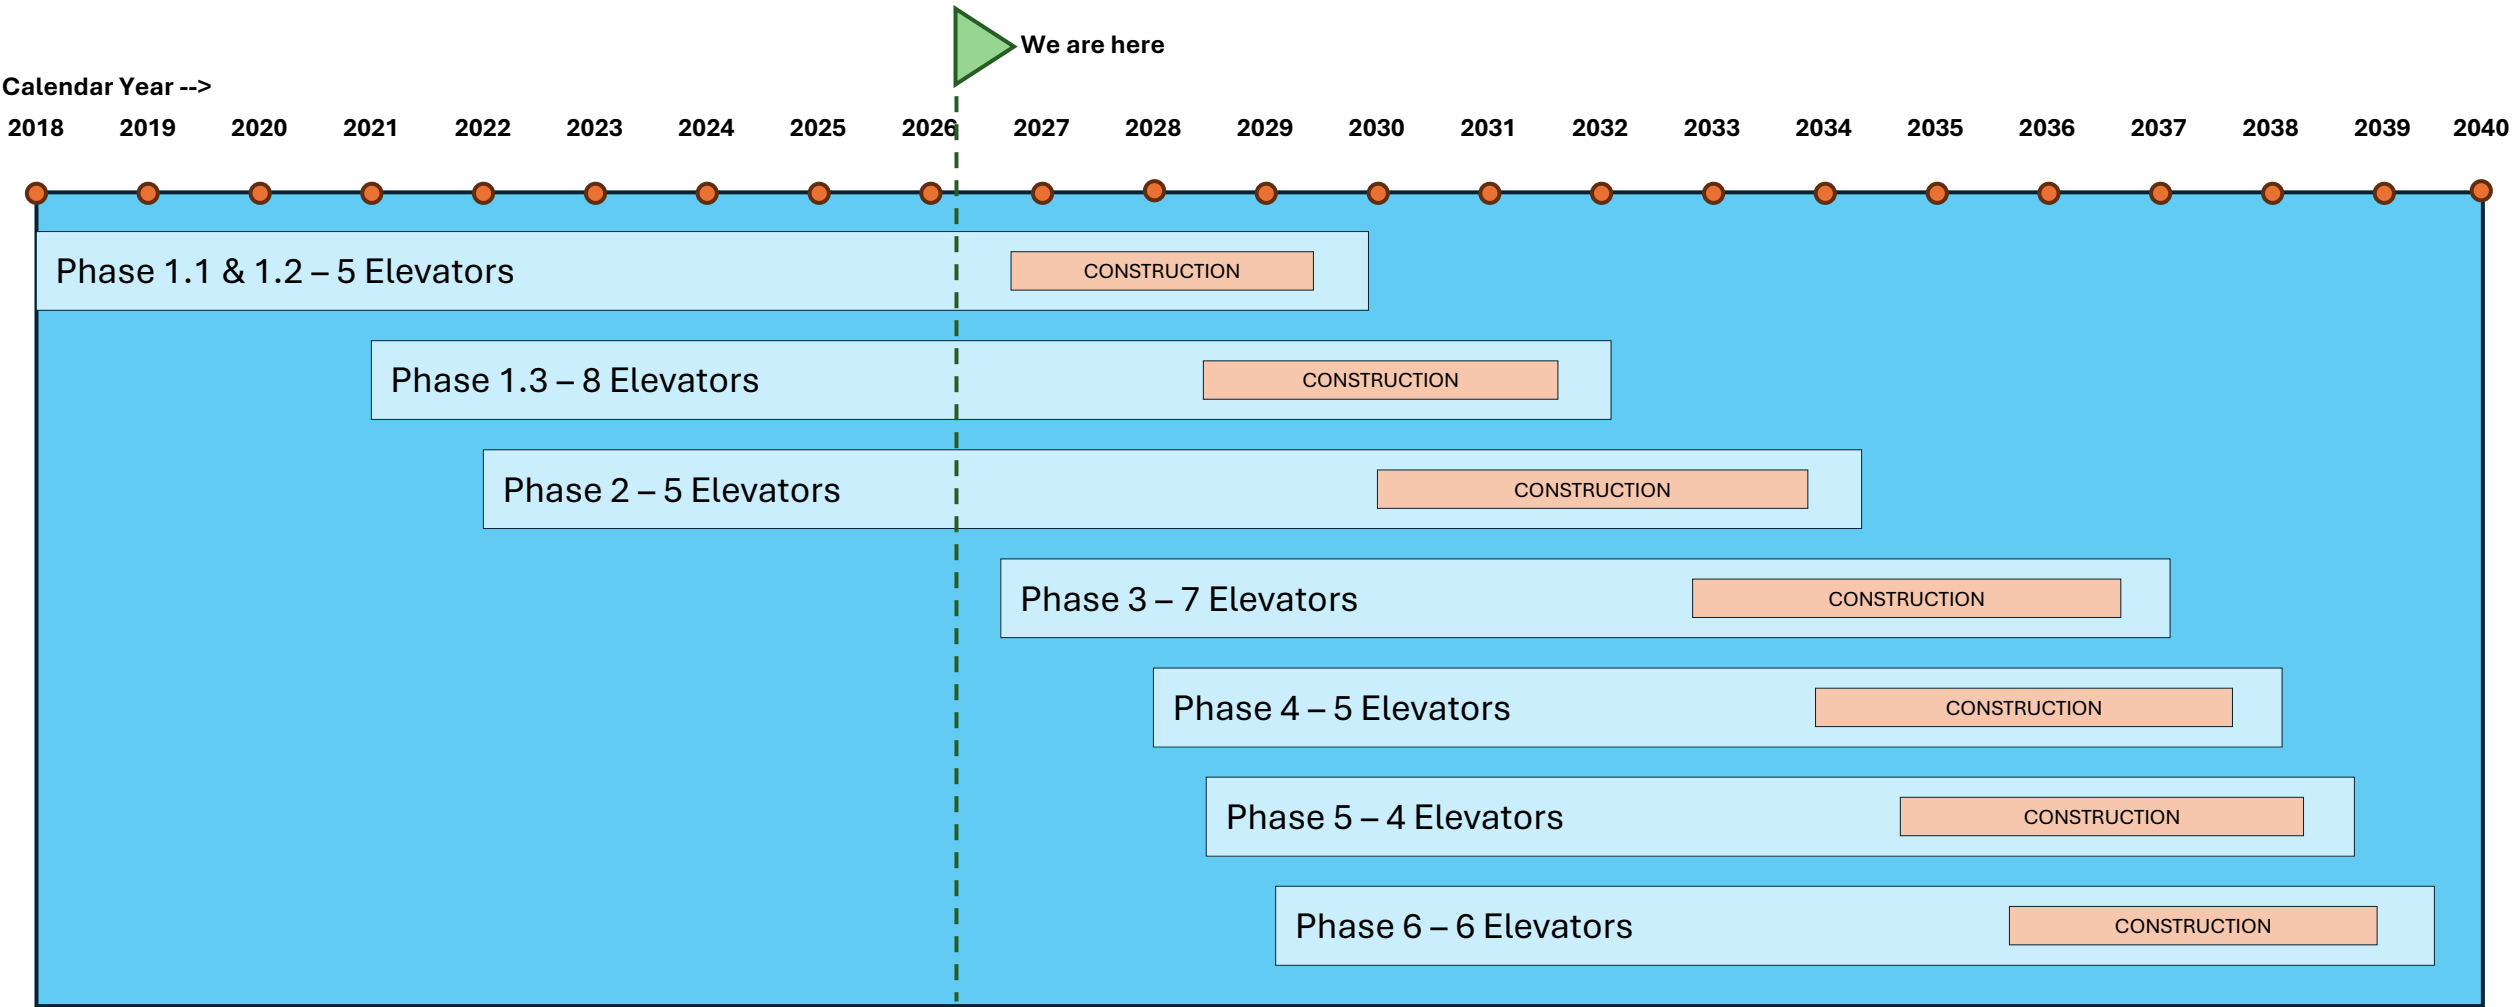 We are here
Calendar Year -->
2018 2019 2020 2021 2022 2023 2024 2025 2026 2027 2028 2029 2030 2031 2032 2033 2034 2035 2036 2037 2038 2039 2040
Phase 1.1 & 1.2 – 5 Elevators CONSTRUCTION
Phase 1.3 – 8 Elevators CONSTRUCTION
Phase 2 – 5 Elevators CONSTRUCTION
Phase 3 – 7 Elevators CONSTRUCTION
Phase 4 – 5 Elevators CONSTRUCTION
Phase 5 – 4 Elevators CONSTRUCTION
Phase 6 – 6 Elevators CONSTRUCTION